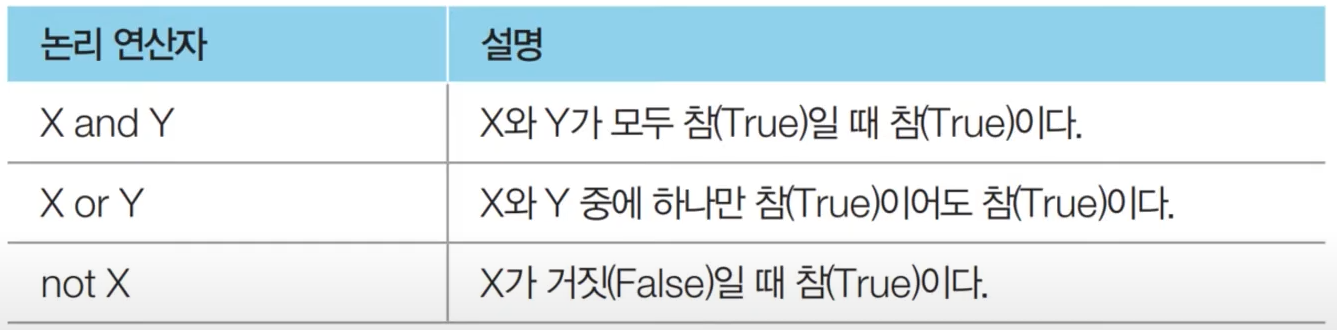 논리 연산자 설명
X and Y X와 Y가 모두 참(True)일 때 참(True)이다.
X or Y X와 Y 중에 하나만 참(True)이어도 참(True)이다.
not X X가 거짓(False)일 때 참(True)이다.